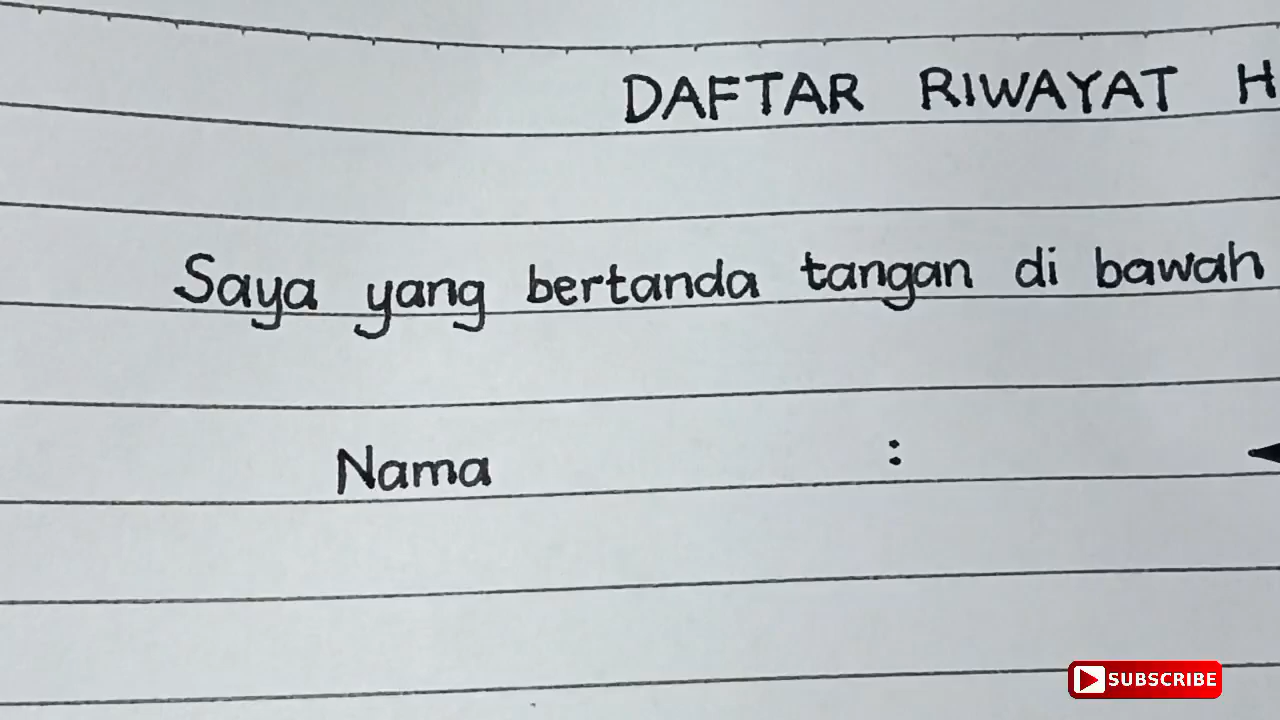 DAFTAR RIWAYAT H
Saya yang bertanda tangan di bawah
Nama :
SUBSCRIBE